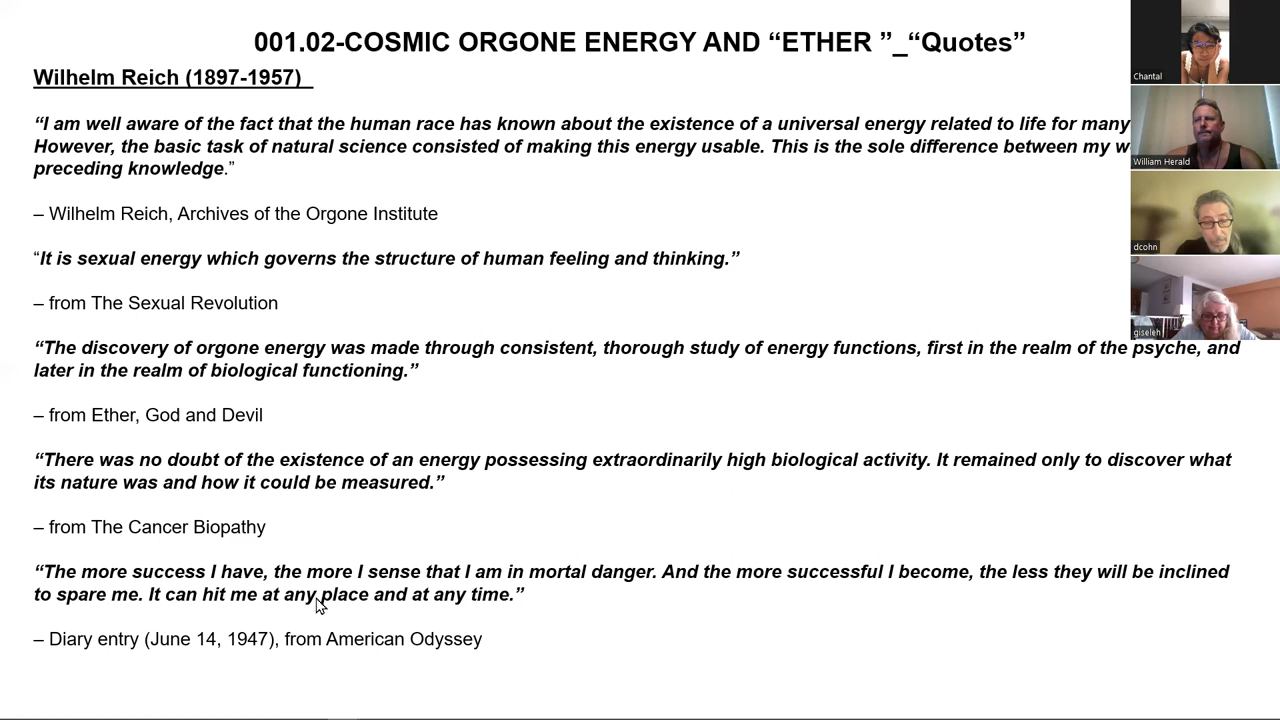 001.02-COSMIC ORGONE ENERGY AND “ETHER ”_“Quotes”
Wilhelm Reich (1897-1957)
“I am well aware of the fact that the human race has known about the existence of a universal energy related to life for many
However, the basic task of natural science consisted of making this energy usable. This is the sole difference between my
preceding knowledge.”
– Wilhelm Reich, Archives of the Orgone Institute
“It is sexual energy which governs the structure of human feeling and thinking.”
– from The Sexual Revolution
“The discovery of orgone energy was made through consistent, thorough study of energy functions, first in the realm of the psyche, and
later in the realm of biological functioning.”
– from Ether, God and Devil
“There was no doubt of the existence of an energy possessing extraordinarily high biological activity. It remained only to discover what
its nature was and how it could be measured.”
– from The Cancer Biopathy
“The more success I have, the more I sense that I am in mortal danger. And the more successful I become, the less they will be inclined
to spare me. It can hit me at any place and at any time.”
– Diary entry (June 14, 1947), from American Odyssey
Chantal
William Herald
dcohn
giseleh